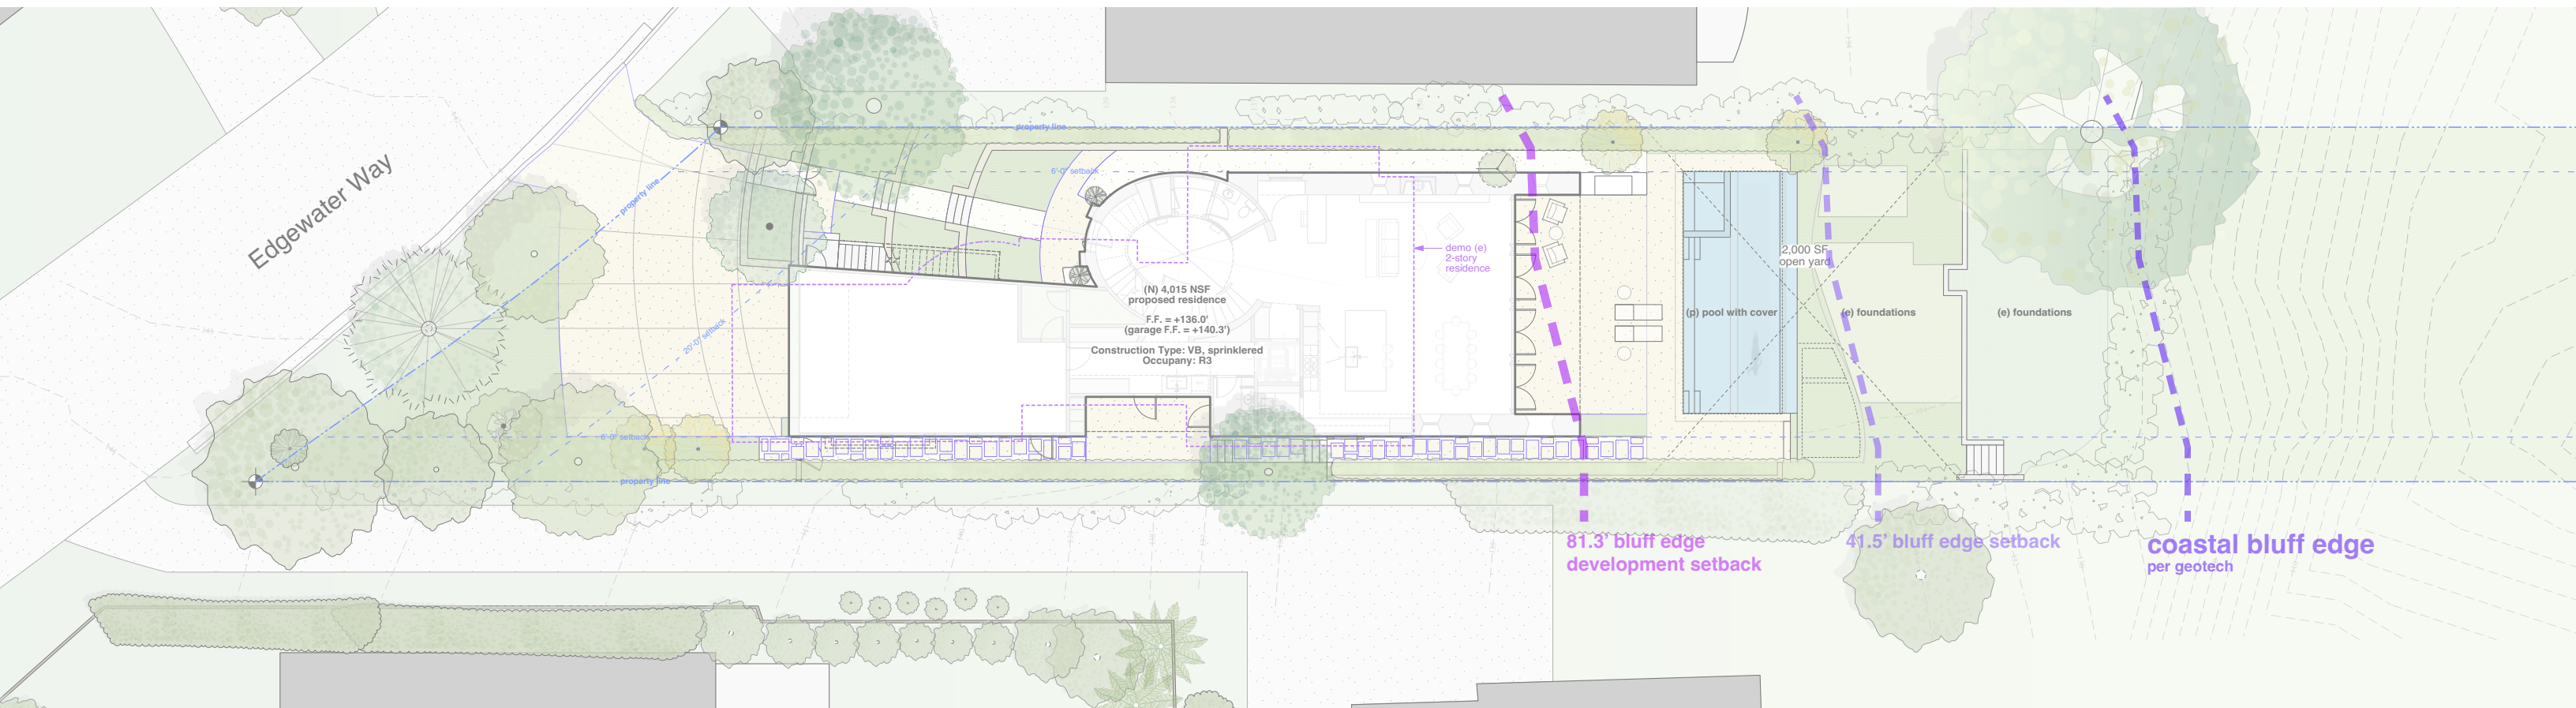 Edgewater Way
property line
property line
6'-0" setback
20'-0" setback
6'-0" setback
property line
demo (e)
2-story
residence
(N) 4,015 NSF
proposed residence
F.F. = +136.0'
(garage F.F. = +140.3')
Construction Type: VB, sprinklered
Occupany: R3
2,000 SF
open yard
(p) pool with cover
(e) foundations
(e) foundations
81.3' bluff edge
development setback
41.5' bluff edge setback
coastal bluff edge
per geotech